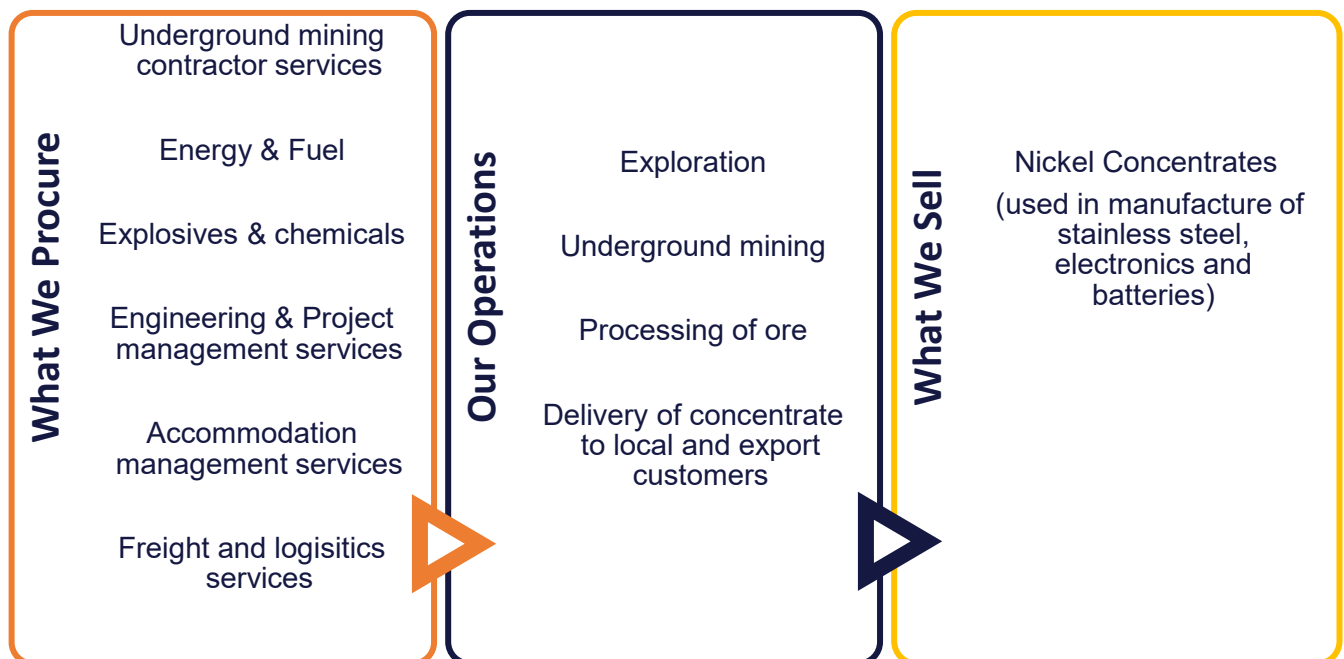 What We Procure
Underground mining
contractor services
Energy & Fuel
Explosives & chemicals
Engineering & Project
management services
Accommodation
management services
Freight and logisitics
services
Our Operations
Exploration
Underground mining
Processing of ore
Delivery of concentrate
to local and export
customers
What We Sell
Nickel Concentrates
(used in manufacture of
stainless steel,
electronics and
batteries)